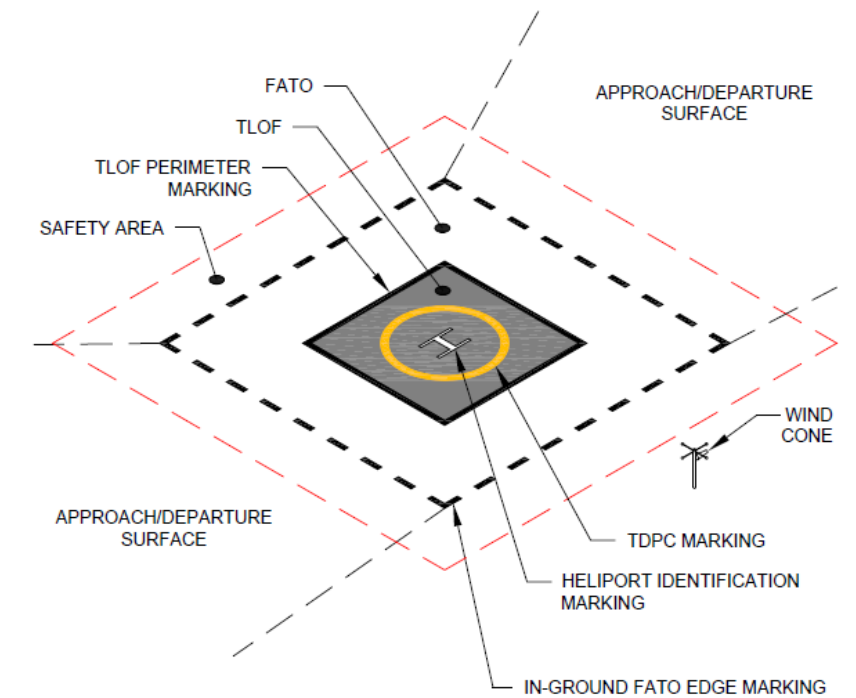 FATO
APPROACH/DEPARTURE
SURFACE
TLOF
TLOF PERIMETER
MARKING
SAFETY AREA
H
WIND
CONE
APPROACH/DEPARTURE
SURFACE
TDPC MARKING
HELIPORT IDENTIFICATION
MARKING
IN-GROUND FATO EDGE MARKING